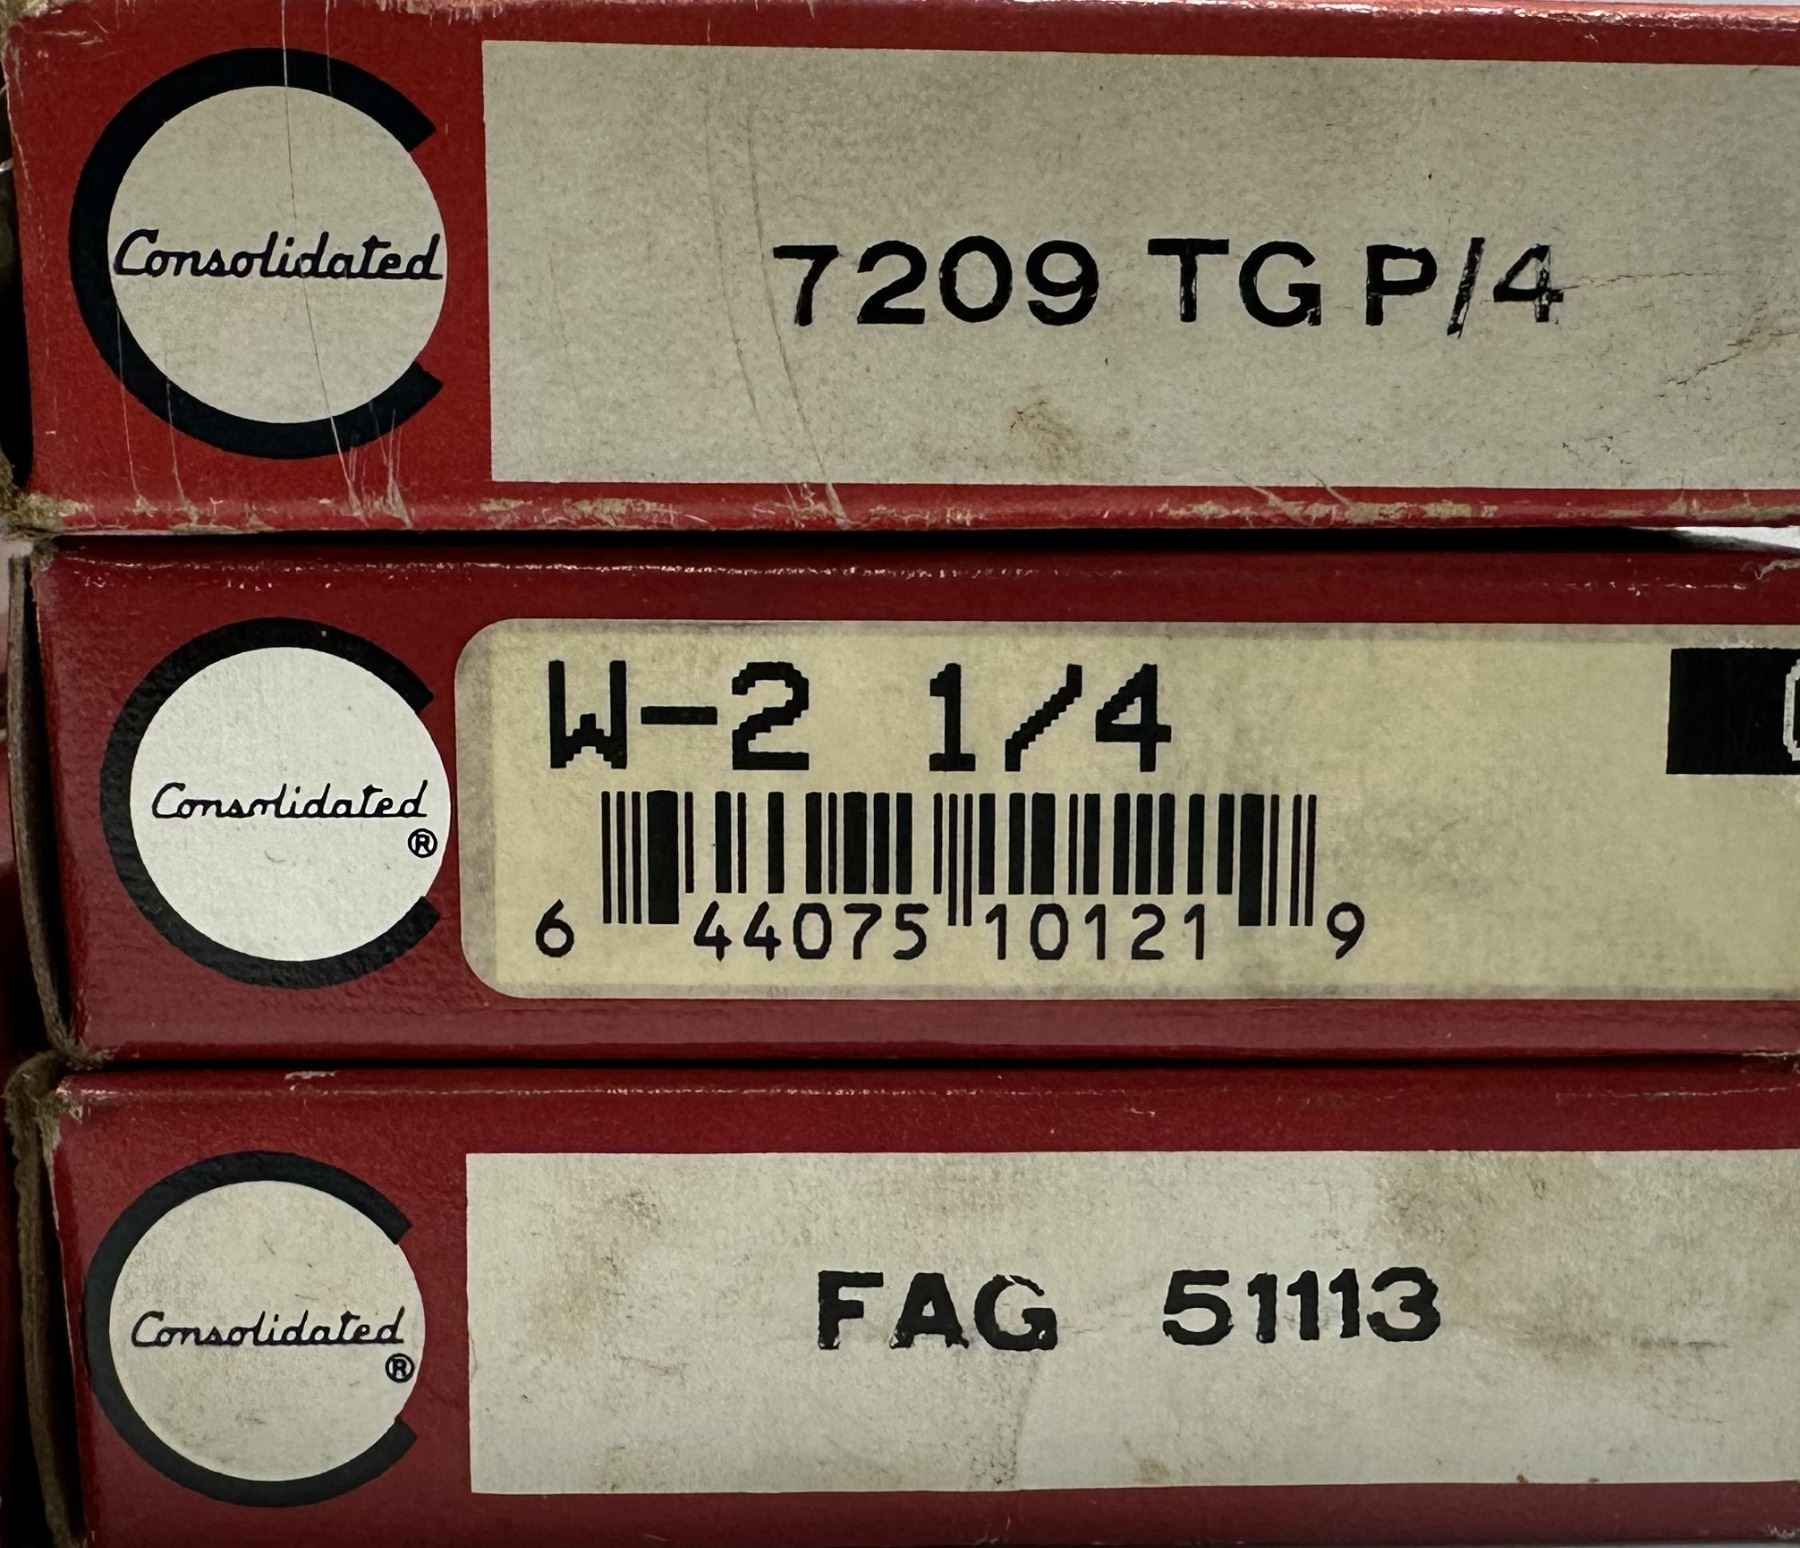 Consolidated
7209 TG P/4
Consolidated
®
W-2 1/4
6 44075 10121 9
Consolidated
®
FAG 51113